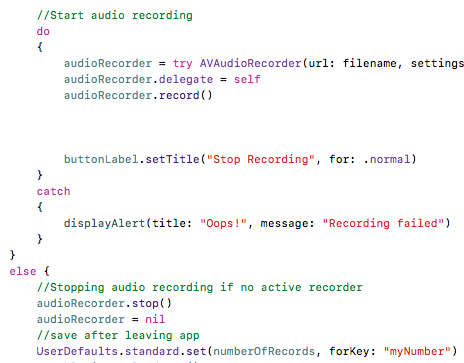 //Start audio recording
do
{
audioRecorder = try AVAudioRecorder(url: filename, settings
audioRecorder.delegate = self
audioRecorder.record()
buttonLabel.setTitle("Stop Recording", for: .normal)
}
catch
{
displayAlert(title: "Oops!", message: "Recording failed")
}
}
else {
//Stopping audio recording if no active recorder
audioRecorder.stop()
audioRecorder = nil
//save after leaving app
UserDefaults.standard.set(numberOfRecords, forKey: "myNumber")